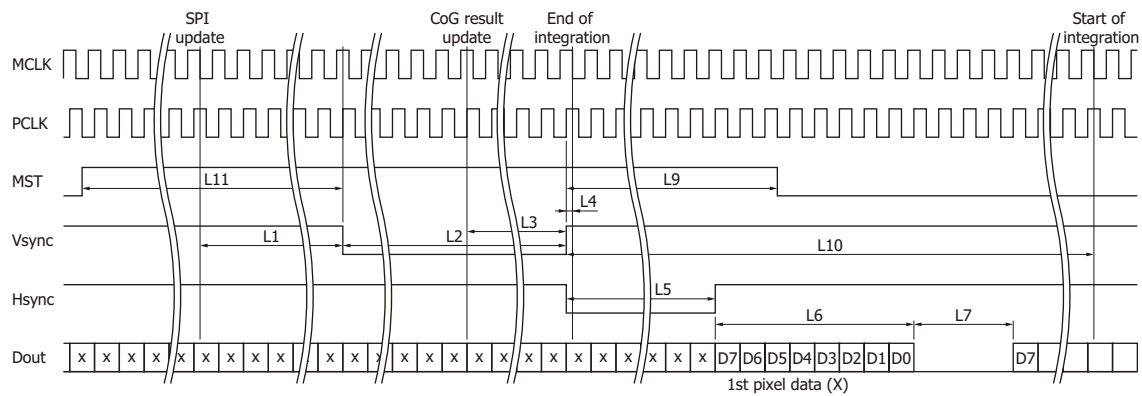 SPI
update
CoG result
update
End of
integration
Start of
integration
MCLK
PCLK
MST
L11
L9
L4
Vsync
L1
L2
L3
L10
Hsync
L5
L6
L7
Dout x x x x x x x x x x x x x x x x x x x x x x x x x x D7 D6 D5 D4 D3 D2 D1 D0 D7
1st pixel data (X)